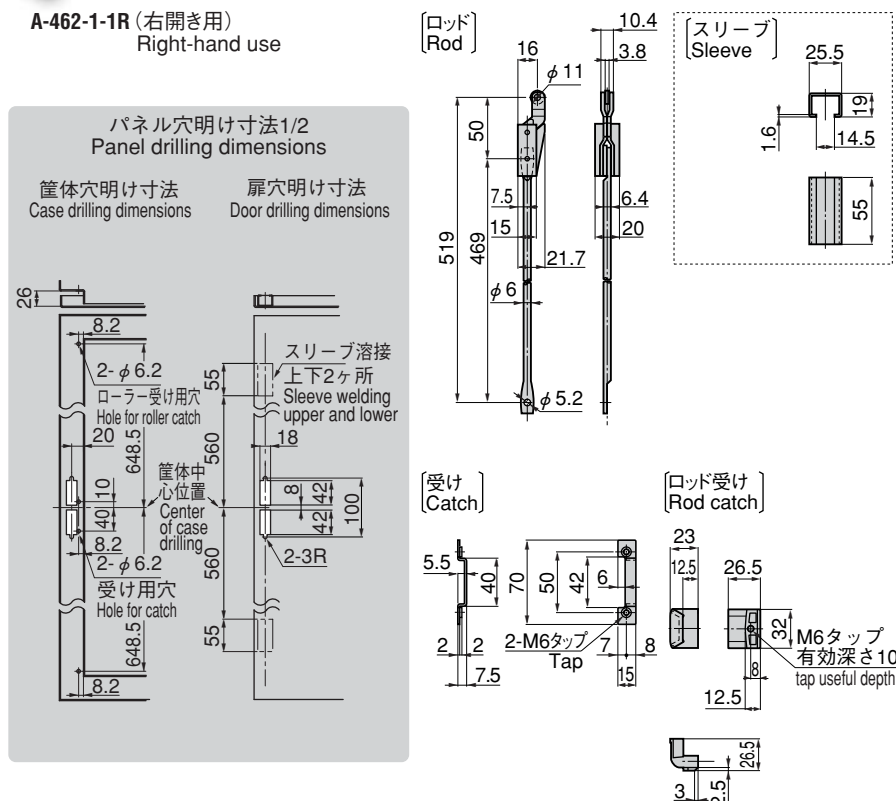 A-462-1-1R（右開き用）
Right-hand use
パネル穴明け寸法1/2
Panel drilling dimensions
筐体穴明け寸法
Case drilling dimensions
扉穴明け寸法
Door drilling dimensions
26
8.2
2-φ6.2
ローラー受け用穴
Hole for roller catch
20
648.5
10
40
8.2
2-φ6.2
受け用穴
Hole for catch
648.5
8.2
筐体中
心位置
Center
of case
drilling
55
スリーブ溶接
上下2ヶ所
Sleeve welding
upper and lower
560
18
8
42
42
100
2-3R
560
55
[ロッド]
[Rod]
16
φ11
10.4
3.8
50
519
469
7.5
15
21.7
6.4
20
φ6
φ5.2
[スリーブ]
[Sleeve]
25.5
19
1.6
14.5
55
[受け]
[Catch]
5.5
40
2
2
7.5
70
50
42
6
2-M6タップ
Tap
7
8
15
[ロッド受け]
[Rod catch]
23
12.5
26.5
32
M6タップ
有効深さ10
tap useful depth
8
12.5
26.5
3